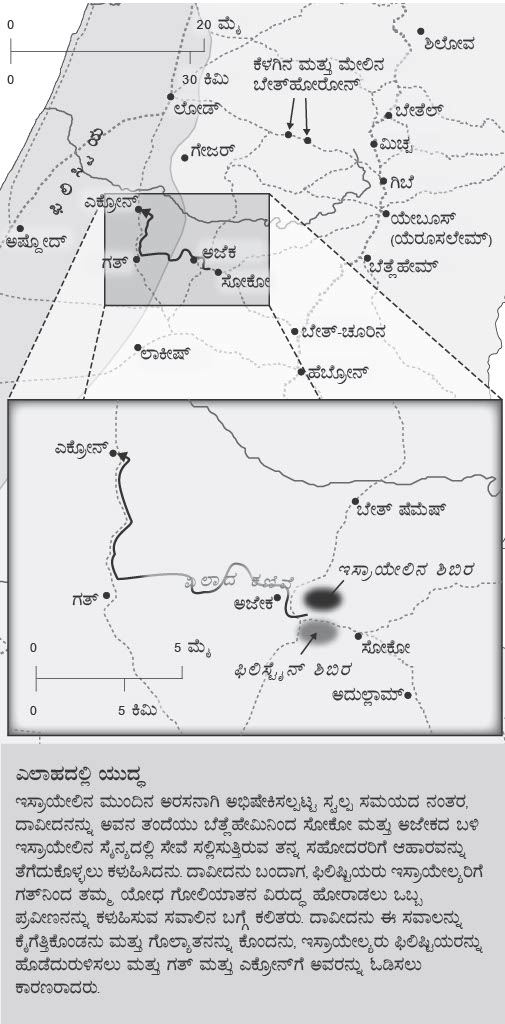 0 20 ಮೈ
0 30 ಕಿಮಿ
ಶಿಲೋವ
ಕೆಳಗಿನ ಮತ್ತು ಮೇಲಿನ
ಬೇತ್‌ಹೋರೋನ್
ಲೋಡ್
ಬೇತೆಲ್
ಮಿಚ್ಪ
ಗೇಜರ್
ಗಿಬೆ
ಎಕ್ರೋನ್
ಯೇಬೂಸ್
(ಯೆರೂಸಲೇಮ್)
ಅಷ್ದೋದ್
ಗತ್
ಅಜೆಕ
ಬೆತ್ಲೆಹೇಮ್
ಸೋಕೋ
ಬೇತ್-ಚೂರಿನ
ಲಾಕೀಷ್
ಹೆಬ್ರೋನ್
ಎಕ್ರೋನ್
ಬೇತ್ ಷೆಮೆಷ್
ಇಸ್ರಾಯೇಲಿನ ಶಿಬಿರ
ಗತ್
ಅಜೇಕ
ಸೋಕೋ
0 5 ಮೈ
ಫಿಲಿಸ್ಟೈನ್ ಶಿಬಿರ
ಅದುಲ್ಲಾಮ್
0 5 ಕಿಮಿ
ಎಲಾಹದಲ್ಲಿ ಯುದ್ಧ
ಇಸ್ರಾಯೇಲಿನ ಮುಂದಿನ ಅರಸನಾಗಿ ಅಭಿಷೇಕಿಸಲ್ಪಟ್ಟ ಸ್ವಲ್ಪ ಸಮಯದ ನಂತರ,
ದಾವೀದನನ್ನು ಅವನ ತಂದೆಯು ಬೆತ್ಲೆಹೇಮಿನಿಂದ ಸೋಕೋ ಮತ್ತು ಅಜೇಕದ ಬಳಿ
ಇಸ್ರಾಯೇಲಿನ ಸೈನ್ಯದಲ್ಲಿ ಸೇವೆ ಸಲ್ಲಿಸುತ್ತಿರುವ ತನ್ನ ಸಹೋದರರಿಗೆ ಆಹಾರವನ್ನು
ತೆಗೆದುಕೊಳ್ಳಲು ಕಳುಹಿಸಿದನು. ದಾವೀದನು ಬಂದಾಗ, ಫಿಲಿಷ್ಟಿಯರು ಇಸ್ರಾಯೇಲ್ಯರಿಗೆ
ಗತ್‌ನಿಂದ ತಮ್ಮ ಯೋಧ ಗೋಲಿಯಾತನ ವಿರುದ್ಧ ಹೋರಾಡಲು ಒಬ್ಬ
ಪ್ರವೀಣನನ್ನು ಕಳುಹಿಸುವ ಸವಾಲಿನ ಬಗ್ಗೆ ಕಲಿತರು. ದಾವೀದನು ಈ ಸವಾಲನ್ನು
ಕೈಗೆತ್ತಿಕೊಂಡನು ಮತ್ತು ಗೊಲ್ಯಾತನನ್ನು ಕೊಂದನು, ಇಸ್ರಾಯೇಲ್ಯರು ಫಿಲಿಷ್ಟಿಯರನ್ನು
ಹೊಡೆದುರುಳಿಸಲು ಮತ್ತು ಗತ್ ಮತ್ತು ಎಕ್ರೋನ್‌ಗೆ ಅವರನ್ನು ಓಡಿಸಲು
ಕಾರಣರಾದರು.